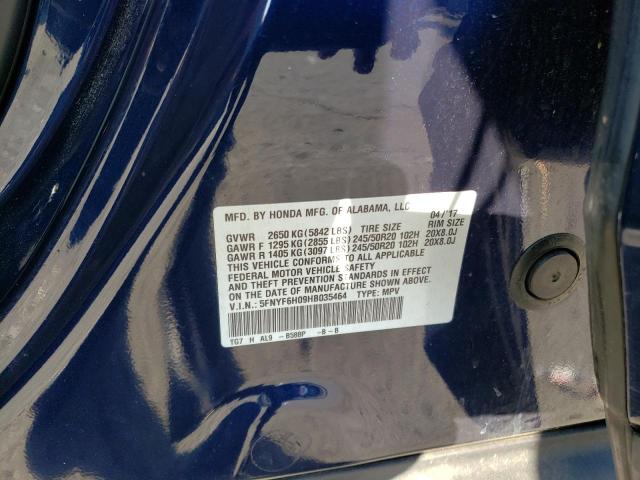 MFD. BY HONDA MFG. OF ALABAMA, LLC 04/17
GVWR 2650 KG (5842 LBS) TIRE SIZE RIM SIZE
GAWR F 1295 KG (2855 LBS) 245/50R20 102H 20X8.0J
GAWR R 1405 KG (3097 LBS) 245/50R20 102H 20X8.0J
THIS VEHICLE CONFORMS TO ALL APPLICABLE
FEDERAL MOTOR VEHICLE SAFETY
AND THEFT PREVENTION STANDARDS IN EFFECT
ON THE DATE OF MANUFACTURE SHOWN ABOVE.
V.I.N.: 5FNYF6H09HB035464 TYPE: MPV
TG7 H AL9 -B588P -B-B